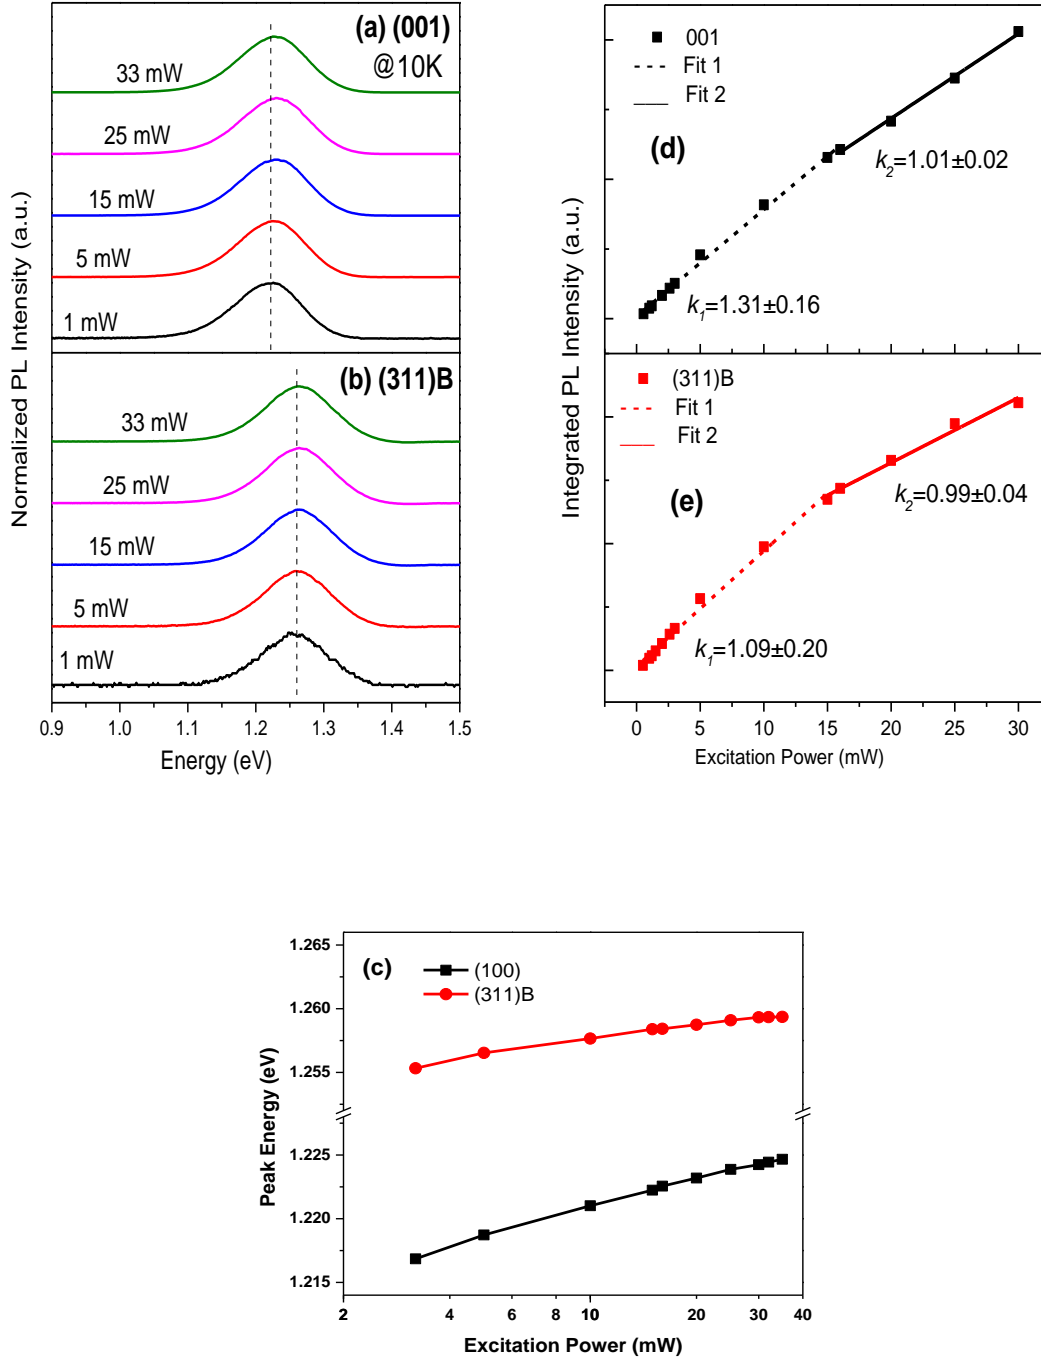 (a) (001)
@10K
33 mW
25 mW
15 mW
5 mW
1 mW
(b) (311)B
33 mW
25 mW
15 mW
5 mW
1 mW
Normalized PL Intensity (a.u.)
0.9 1.0 1.1 1.2 1.3 1.4 1.5
Energy (eV)
001
Fit 1
Fit 2
(d)
k2=1.01±0.02
k1=1.31±0.16
(311)B
Fit 1
Fit 2
(e)
k2=0.99±0.04
k1=1.09±0.20
Integrated PL Intensity (a.u.)
0 5 10 15 20 25 30
Excitation Power (mW)
(c)
(100)
(311)B
1.265
1.260
1.255
1.225
1.220
1.215
Peak Energy (eV)
2 4 6 8 10 20 30 40
Excitation Power (mW)